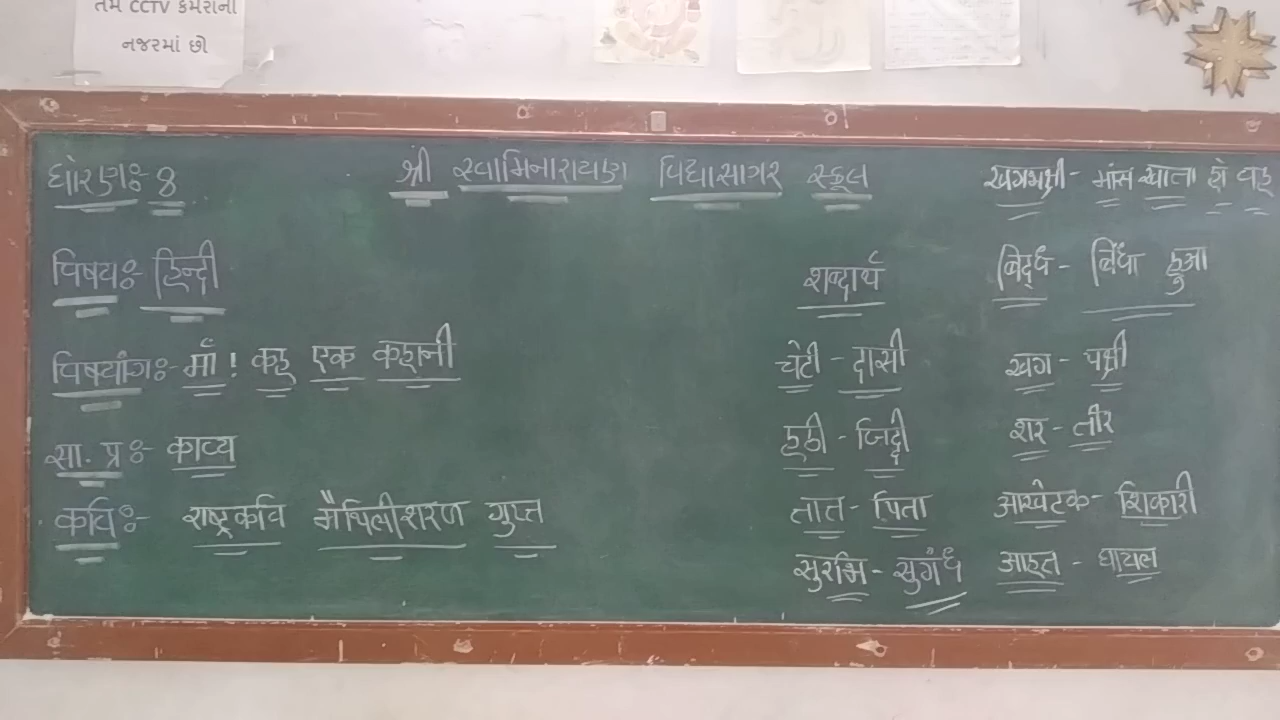 તમે CCTV કેમેરાની
નજરમાં છો
श्री स्वामिनारायण विद्यासागर स्कूल
धोरणः- 8
विषयः- हिन्दी
विषयांगः- माँ ! कह एक कहानी
सा. प्रः- काव्य
कविः- राष्ट्रकवि मैथिलीशरण गुप्त
शब्दार्थ
चेटी - दासी
हठी - जिद्दी
तात - पिता
सुरभि - सुगंध
खगभक्षी - मांस खाता हो वह
बिद्ध - बिंधा हुआ
खग - पक्षी
शर - तीर
आखेटक - शिकारी
आहत - घायल